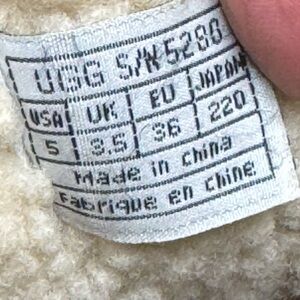 UGG S/N 5280
USA UK EU JAPAN
5 3.5 36 220
Made in china
Fabrique en chine